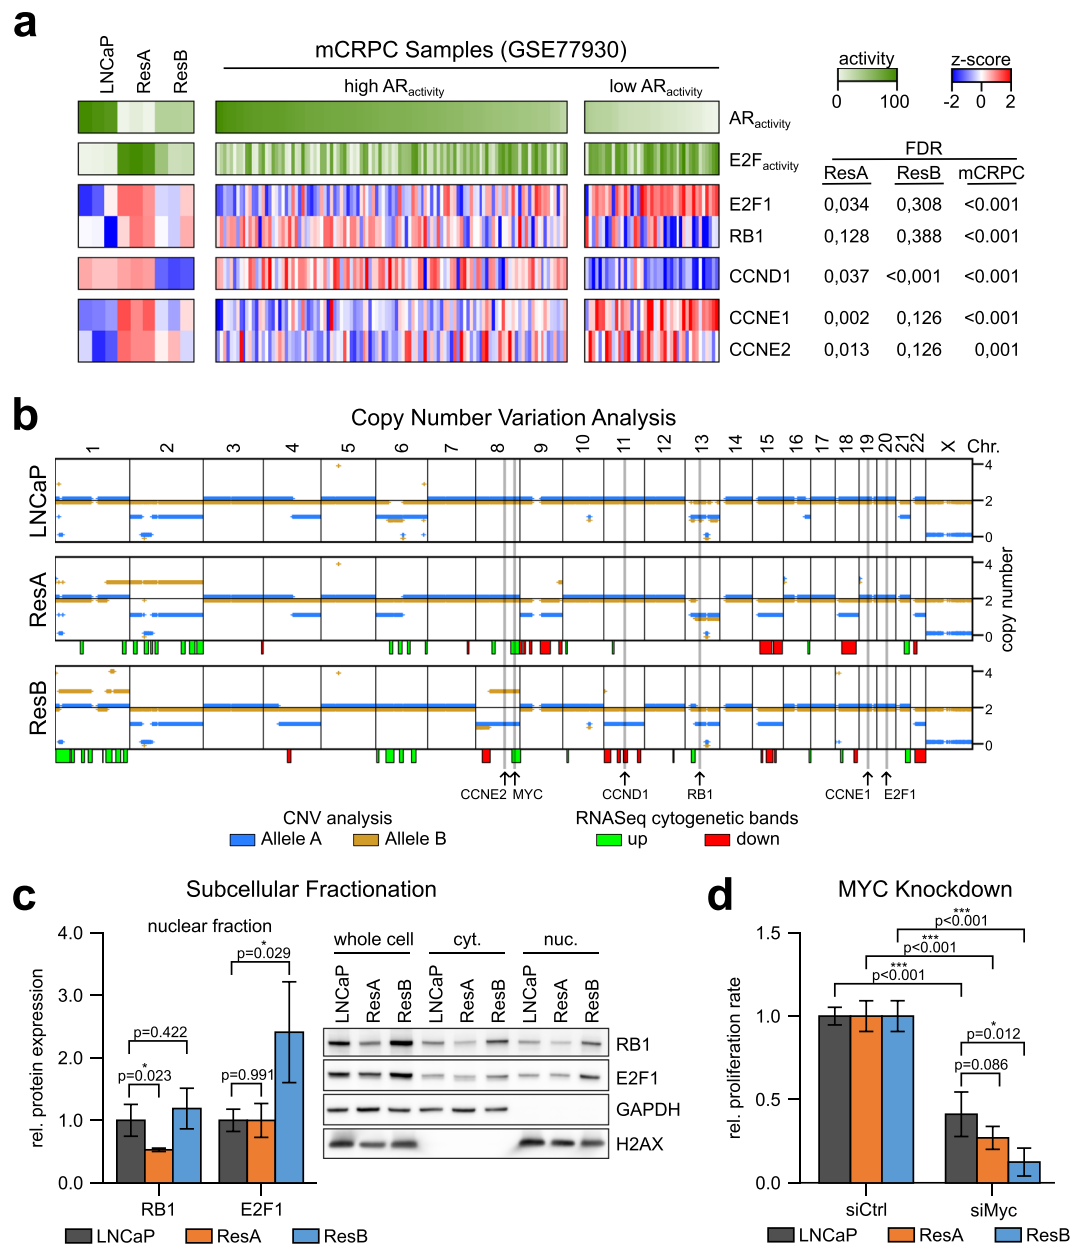 a
LNCaP
ResA
ResB
mCRPC Samples (GSE77930)
high ARactivity
low ARactivity
activity
0 100
z-score
-2 0 2
ARactivity
E2Factivity
FDR
ResA ResB mCRPC
E2F1 0,034 0,308 <0.001
RB1 0,128 0,388 <0.001
CCND1 0,037 <0,001 <0.001
CCNE1 0,002 0,126 <0.001
CCNE2 0,013 0,126 0,001
b
Copy Number Variation Analysis
1 2 3 4 5 6 7 8 9 10 11 12 13 14 15 16 17 18 19 20 21 22 X Chr.
LNCaP
4
2
0
ResA
4
2
0
copy number
ResB
4
2
0
CCNE2 MYC CCND1 RB1 CCNE1 E2F1
CNV analysis
Allele A Allele B
RNASeq cytogenetic bands
up down
c
Subcellular Fractionation
nuclear fraction
rel. protein expression
4.0
3.0
2.0
1.0
0.0
*
p=0.029
p=0.422
*
p=0.023
p=0.991
RB1 E2F1
LNCaP ResA ResB
whole cell cyt. nuc.
LNCaP ResA ResB LNCaP ResA ResB LNCaP ResA ResB
RB1
E2F1
GAPDH
H2AX
d
MYC Knockdown
rel. proliferation rate
1.5
1.0
0.5
0.0
***
p<0.001
***
p<0.001
***
p<0.001
*
p=0.012
p=0.086
siCtrl siMyc
LNCaP ResA ResB